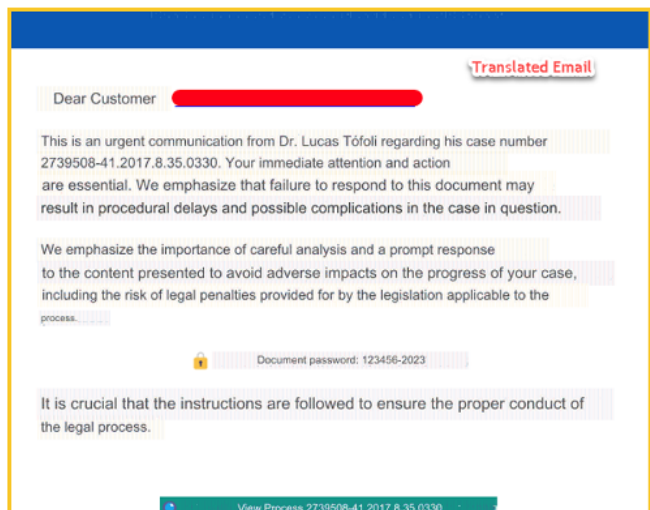 Translated Email
Dear Customer
This is an urgent communication from Dr. Lucas Tófoli regarding his case number
2739508-41.2017.8.35.0330. Your immediate attention and action
are essential. We emphasize that failure to respond to this document may
result in procedural delays and possible complications in the case in question.
We emphasize the importance of careful analysis and a prompt response
to the content presented to avoid adverse impacts on the progress of your case,
including the risk of legal penalties provided for by the legislation applicable to the
process.
Document password: 123456-2023
It is crucial that the instructions are followed to ensure the proper conduct of
the legal process.
View Process 2739508-41.2017.8.35.0330